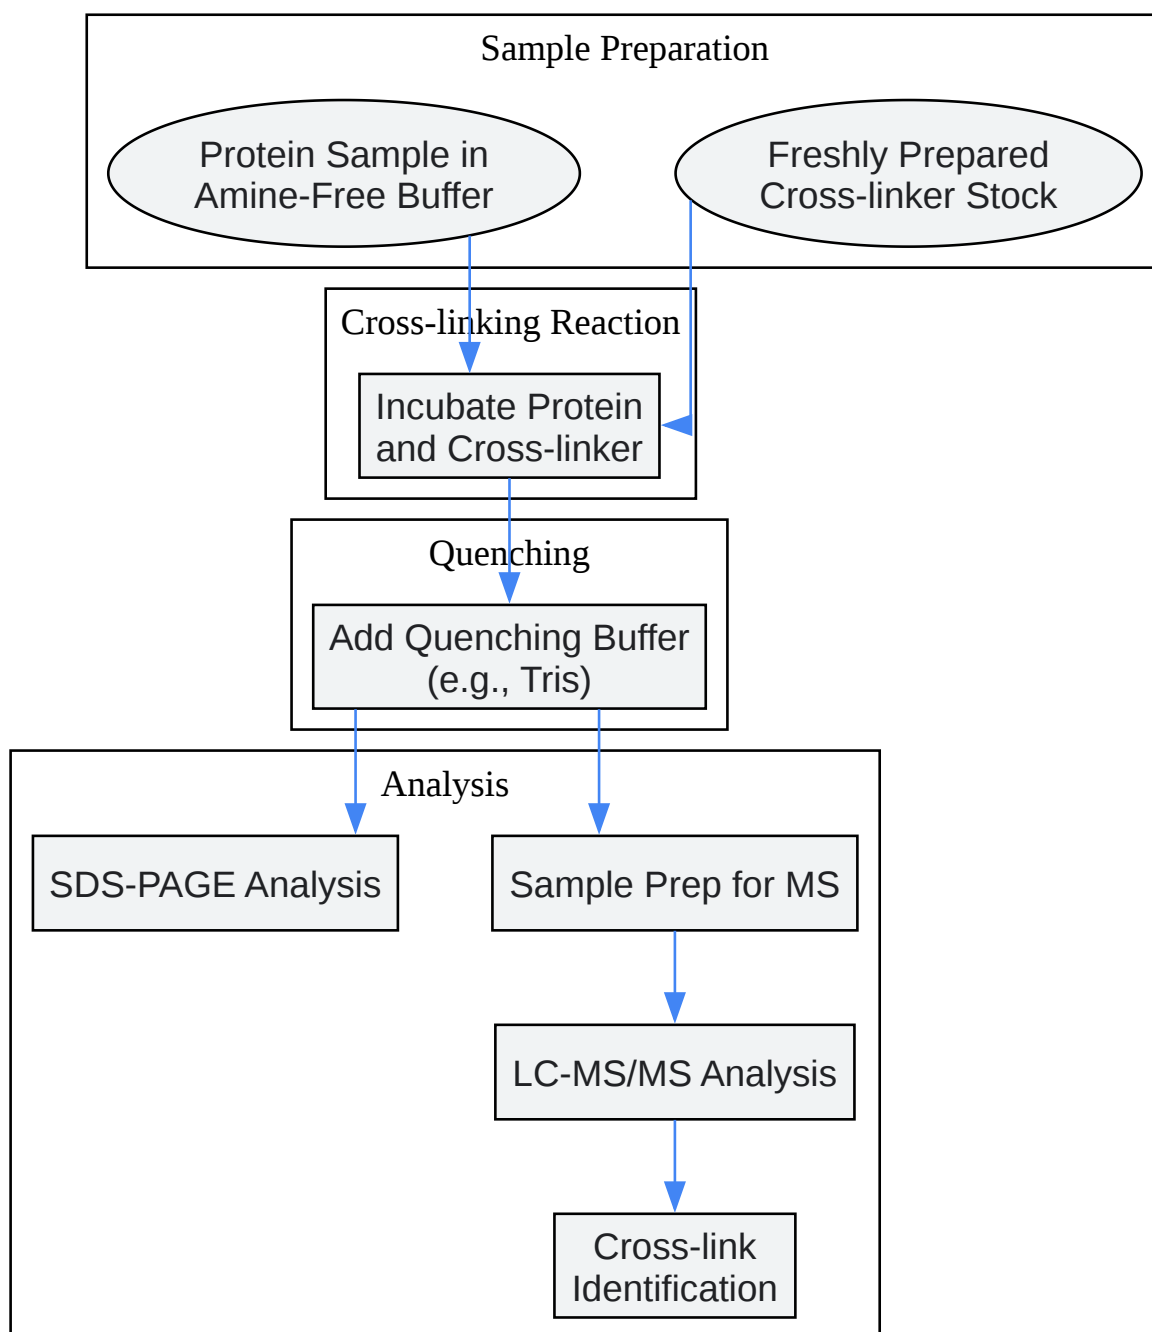 Sample Preparation
Protein Sample in
Amine-Free Buffer
Freshly Prepared
Cross-linker Stock
Cross-linking Reaction
Incubate Protein
and Cross-linker
Quenching
Add Quenching Buffer
(e.g., Tris)
Analysis
SDS-PAGE Analysis
Sample Prep for MS
LC-MS/MS Analysis
Cross-link
Identification